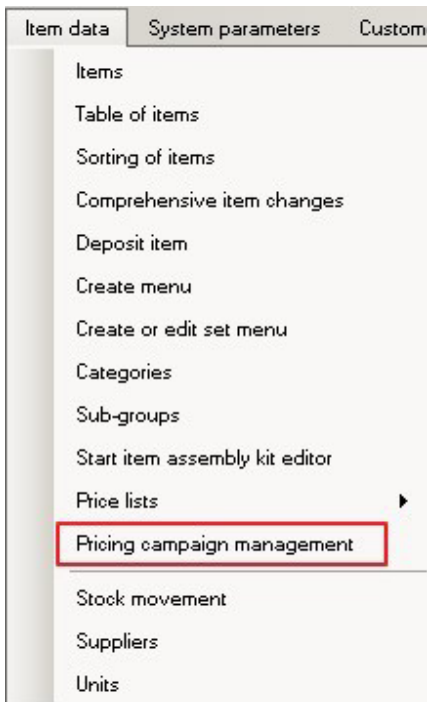 Item data System parameters Custom
Items
Table of items
Sorting of items
Comprehensive item changes
Deposit item
Create menu
Create or edit set menu
Categories
Sub-groups
Start item assembly kit editor
Price lists
Pricing campaign management
Stock movement
Suppliers
Units